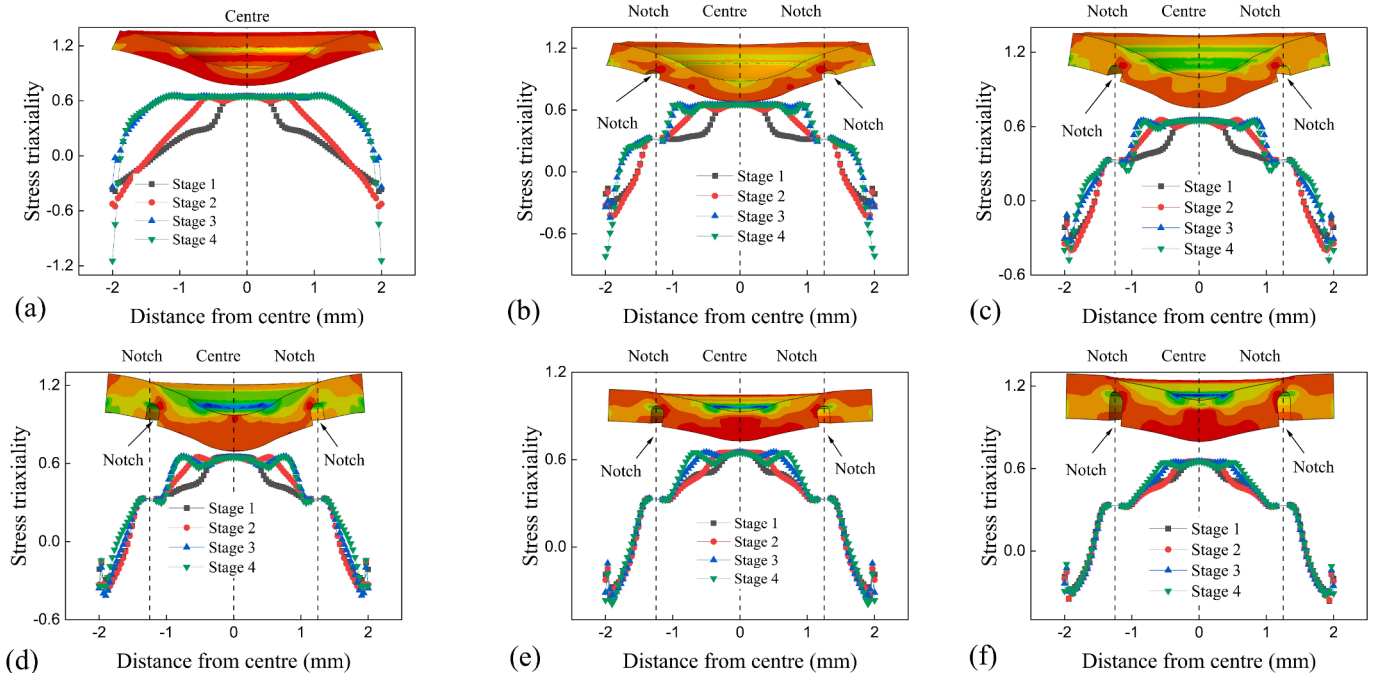 Centre
Stress triaxiality
1.2
0.6
0.0
-0.6
-1.2
Stage 1
Stage 2
Stage 3
Stage 4
-2 -1 0 1 2
Distance from centre (mm)
(a)
Notch Centre Notch
Stress triaxiality
1.2
0.6
0.0
-0.6
Notch Notch
Stage 1
Stage 2
Stage 3
Stage 4
-2 -1 0 1 2
Distance from centre (mm)
(b)
Notch Centre Notch
Stress triaxiality
1.2
0.6
0.0
-0.6
Notch Notch
Stage 1
Stage 2
Stage 3
Stage 4
-2 -1 0 1 2
Distance from centre (mm)
(c)
Notch Centre Notch
Stress triaxiality
1.2
0.6
0.0
-0.6
Notch Notch
Stage 1
Stage 2
Stage 3
Stage 4
-2 -1 0 1 2
Distance from centre (mm)
(d)
Notch Centre Notch
Stress triaxiality
1.2
0.6
0.0
Notch Notch
Stage 1
Stage 2
Stage 3
Stage 4
-2 -1 0 1 2
Distance from centre (mm)
(e)
Notch Centre Notch
Stress triaxiality
1.2
0.6
0.0
Notch Notch
Stage 1
Stage 2
Stage 3
Stage 4
-2 -1 0 1 2
Distance from centre (mm)
(f)